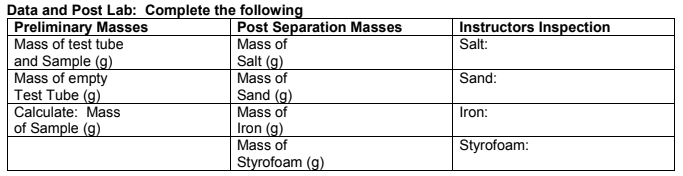 Data and Post Lab: Complete the following
Preliminary Masses Post Separation Masses Instructors Inspection
Mass of test tube
and Sample (g)
Mass of
Salt (g)
Salt:
Mass of empty
Test Tube (g)
Mass of
Sand (g)
Sand:
Calculate: Mass
of Sample (g)
Mass of
Iron (g)
Iron:
Mass of
Styrofoam (g)
Styrofoam: